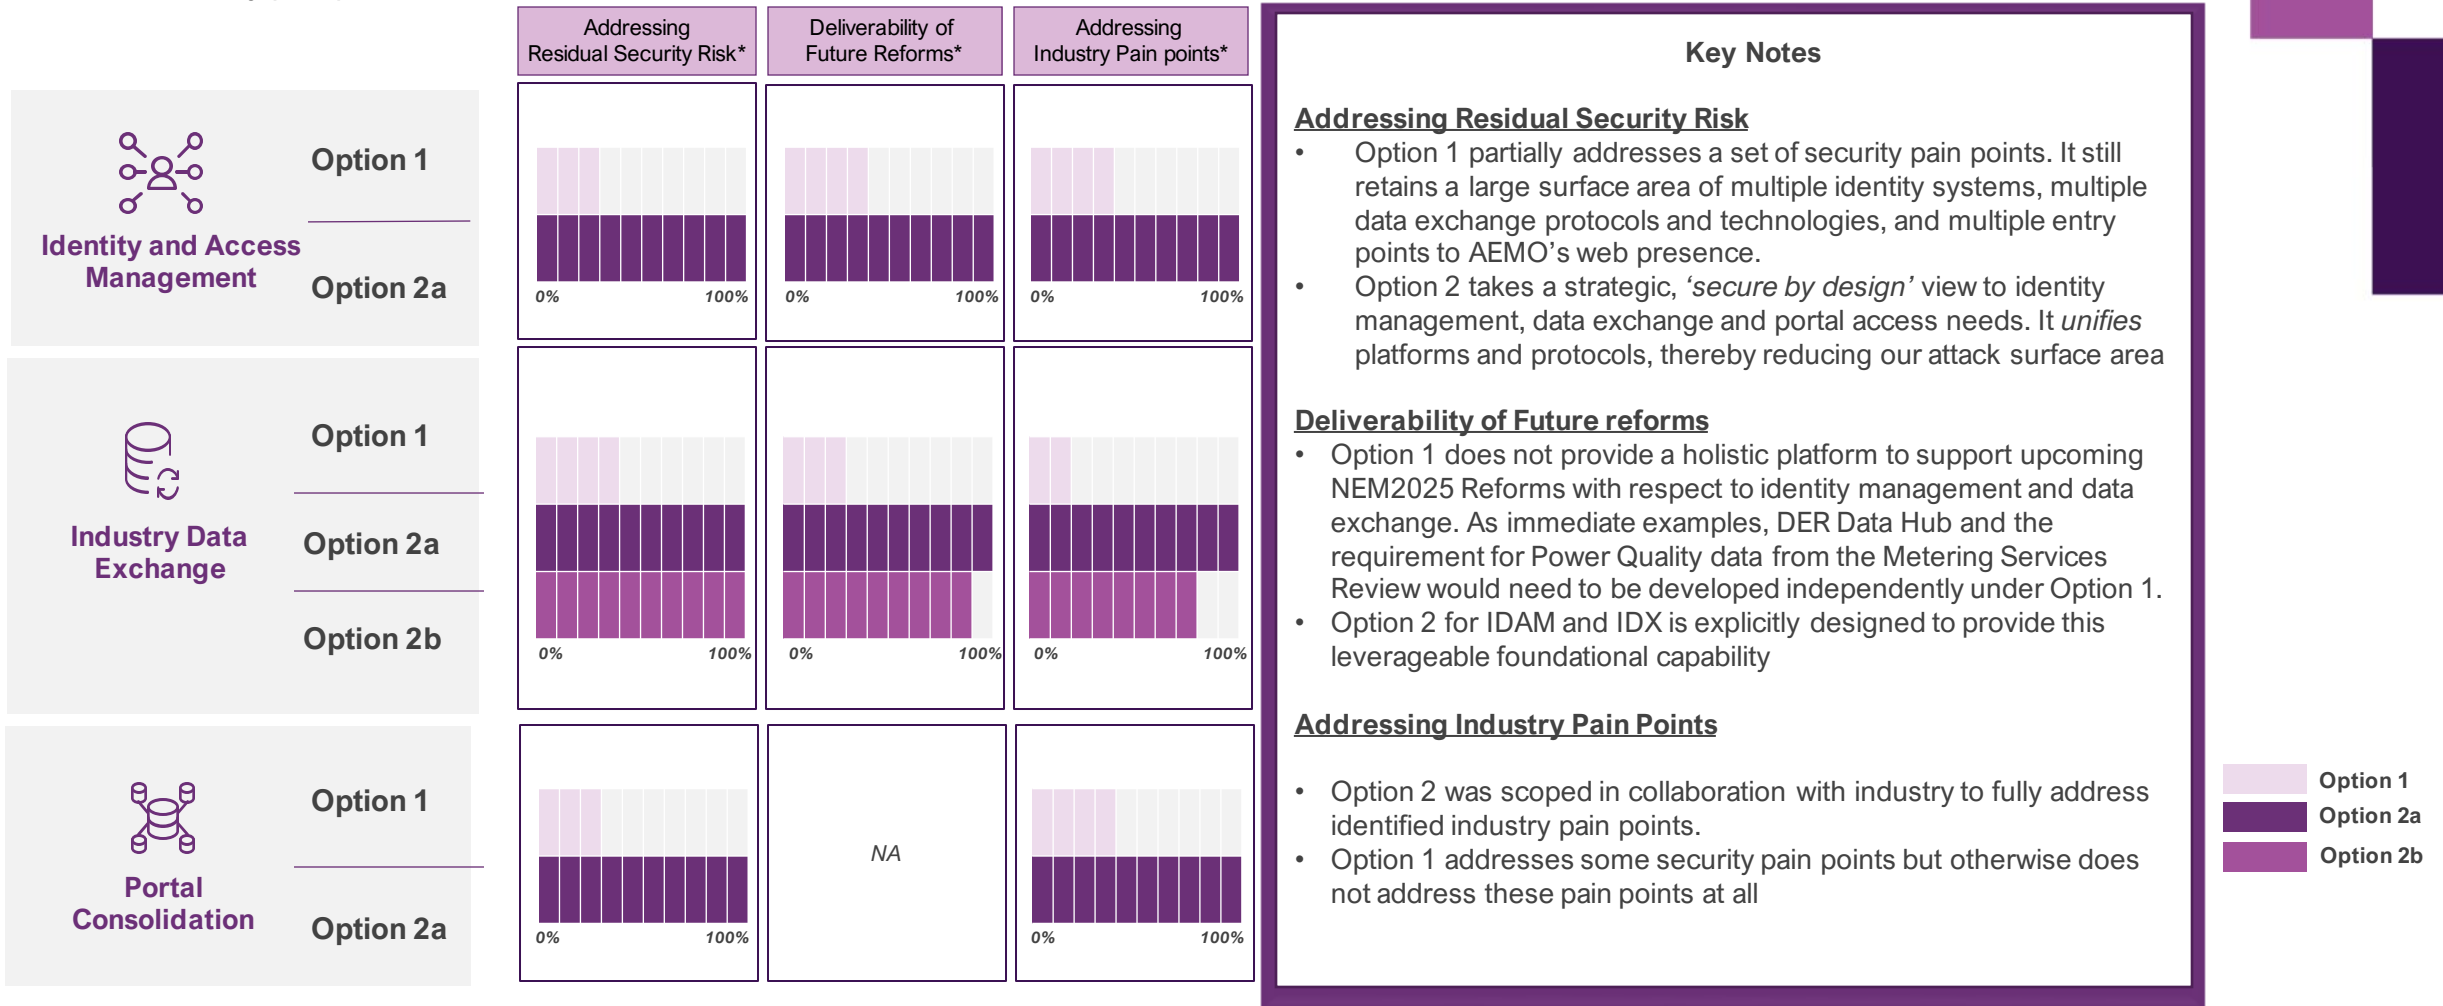 Addressing
Residual Security Risk*
Deliverability of
Future Reforms*
Addressing
Industry Pain points*
Identity and Access
Management
Option 1
Option 2a
0% 100%
0% 100%
0% 100%
Industry Data
Exchange
Option 1
Option 2a
Option 2b
0% 100%
0% 100%
0% 100%
Portal
Consolidation
Option 1
Option 2a
0% 100%
NA
0% 100%
Key Notes
Addressing Residual Security Risk
• Option 1 partially addresses a set of security pain points. It still
retains a large surface area of multiple identity systems, multiple
data exchange protocols and technologies, and multiple entry
points to AEMO’s web presence.
• Option 2 takes a strategic, ‘secure by design’ view to identity
management, data exchange and portal access needs. It unifies
platforms and protocols, thereby reducing our attack surface area
Deliverability of Future reforms
• Option 1 does not provide a holistic platform to support upcoming
NEM2025 Reforms with respect to identity management and data
exchange. As immediate examples, DER Data Hub and the
requirement for Power Quality data from the Metering Services
Review would need to be developed independently under Option 1.
• Option 2 for IDAM and IDX is explicitly designed to provide this
leverageable foundational capability
Addressing Industry Pain Points
• Option 2 was scoped in collaboration with industry to fully address
identified industry pain points.
• Option 1 addresses some security pain points but otherwise does
not address these pain points at all
Option 1
Option 2a
Option 2b